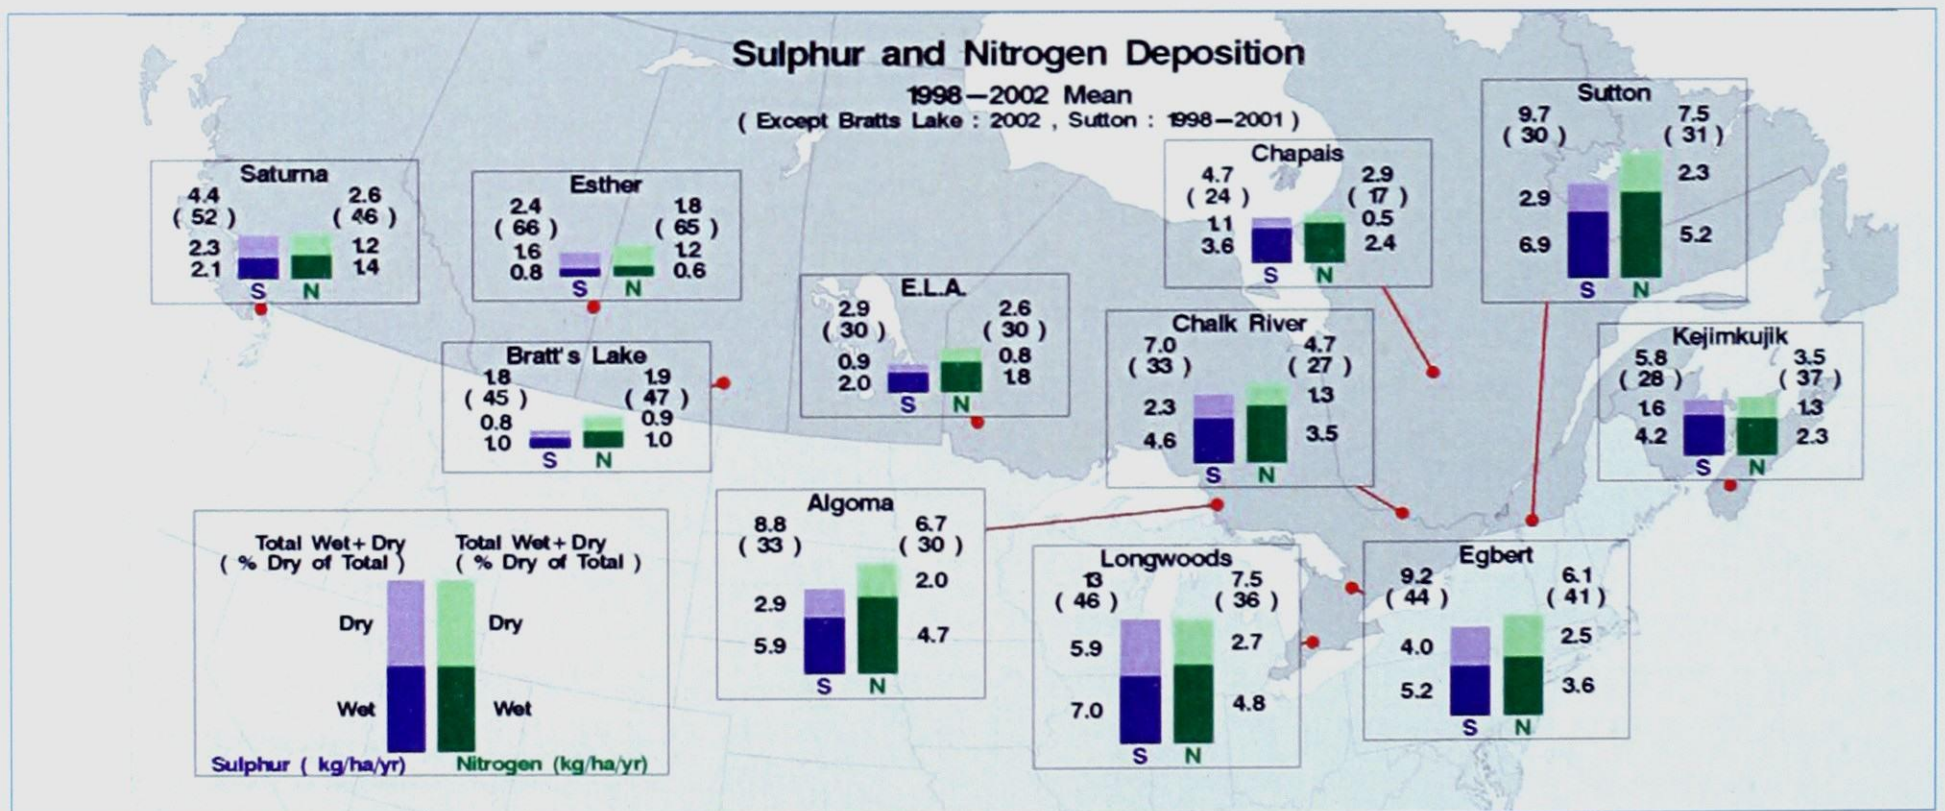 Sulphur and Nitrogen Deposition
1998–2002 Mean
( Except Bratts Lake : 2002 , Sutton : 1998–2001 )
Saturna
4.4 2.6
( 52 ) ( 46 )
2.3 1.2
2.1 1.4
S N
Esther
2.4 1.8
( 66 ) ( 65 )
1.6 1.2
0.8 0.6
S N
Bratt's Lake
1.8 1.9
( 45 ) ( 47 )
0.8 0.9
1.0 1.0
S N
E.L.A.
2.9 2.6
( 30 ) ( 30 )
0.9 0.8
2.0 1.8
S N
Chapais
4.7 2.9
( 24 ) ( 17 )
1.1 0.5
3.6 2.4
S N
Sutton
9.7 7.5
( 30 ) ( 31 )
2.9 2.3
6.9 5.2
S N
Chalk River
7.0 4.7
( 33 ) ( 27 )
2.3 1.3
4.6 3.5
S N
Kejimkujik
5.8 3.5
( 28 ) ( 37 )
1.6 1.3
4.2 2.3
S N
Algoma
8.8 6.7
( 33 ) ( 30 )
2.9 2.0
5.9 4.7
S N
Longwoods
13 7.5
( 46 ) ( 36 )
5.9 2.7
7.0 4.8
S N
Egbert
9.2 6.1
( 44 ) ( 41 )
4.0 2.5
5.2 3.6
S N
Total Wet+Dry Total Wet+Dry
( % Dry of Total ) ( % Dry of Total )
Dry Dry
Wet Wet
Sulphur ( kg/ha/yr) Nitrogen (kg/ha/yr)